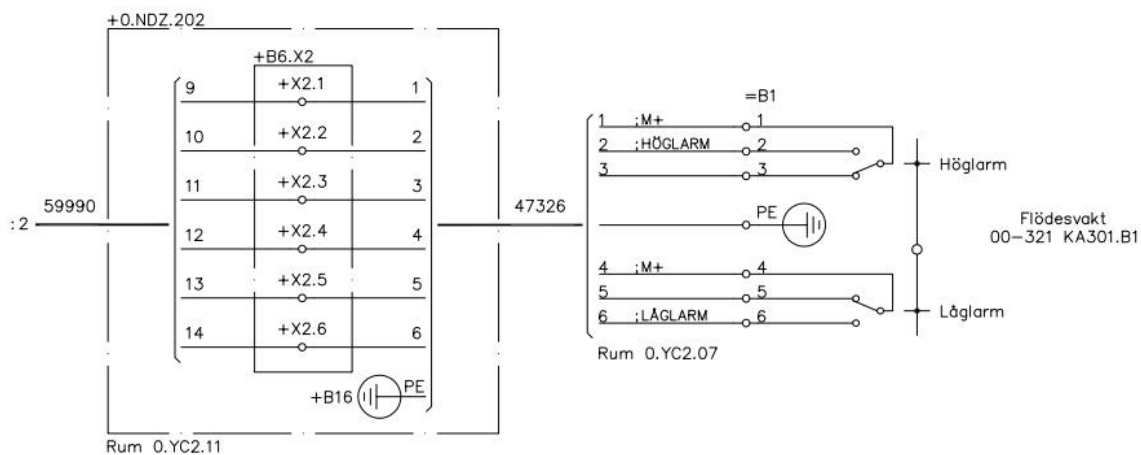 +0.NDZ.202
+B6.X2
9 +X2.1 1
10 +X2.2 2
11 +X2.3 3
12 +X2.4 4
13 +X2.5 5
14 +X2.6 6
+B16 PE
Rum 0.YC2.11
:2 59990
47326
=B1
1 ;M+ 1
2 ;HÖGLARM 2
3 3
PE
4 ;M+ 4
5 5
6 ;LÅGLARM 6
Rum 0.YC2.07
Höglarm
Flödesvakt
00-321 KA301.B1
Låglarm